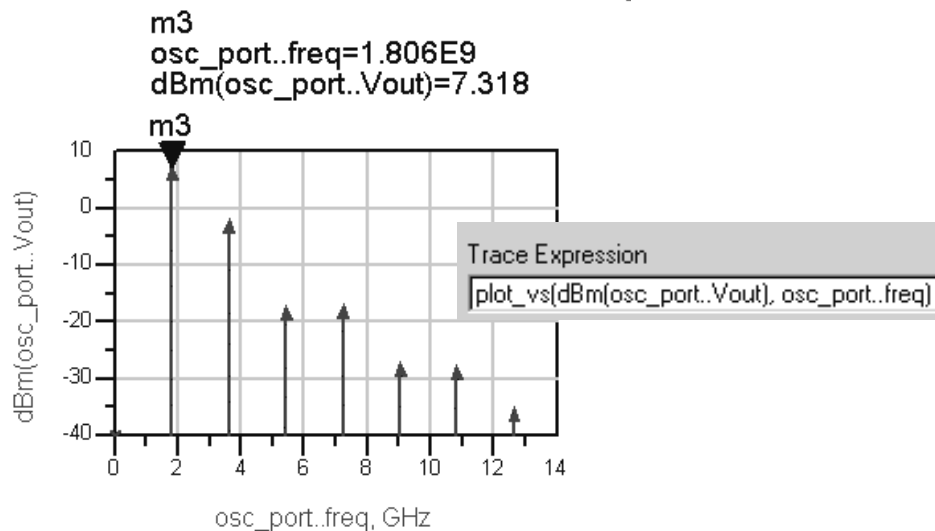 m3
osc_port..freq=1.806E9
dBm(osc_port..Vout)=7.318
m3
10
0
-10
-20
-30
-40
dBm(osc_port..Vout)
0 2 4 6 8 10 12 14
osc_port..freq, GHz
Trace Expression
plot_vs(dBm(osc_port..Vout), osc_port..freq)